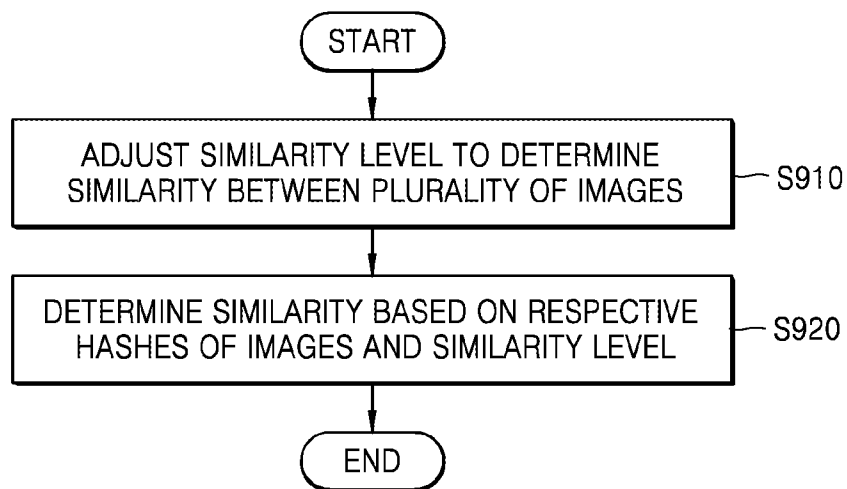 START
ADJUST SIMILARITY LEVEL TO DETERMINE
SIMILARITY BETWEEN PLURALITY OF IMAGES
S910
DETERMINE SIMILARITY BASED ON RESPECTIVE
HASHES OF IMAGES AND SIMILARITY LEVEL
S920
END